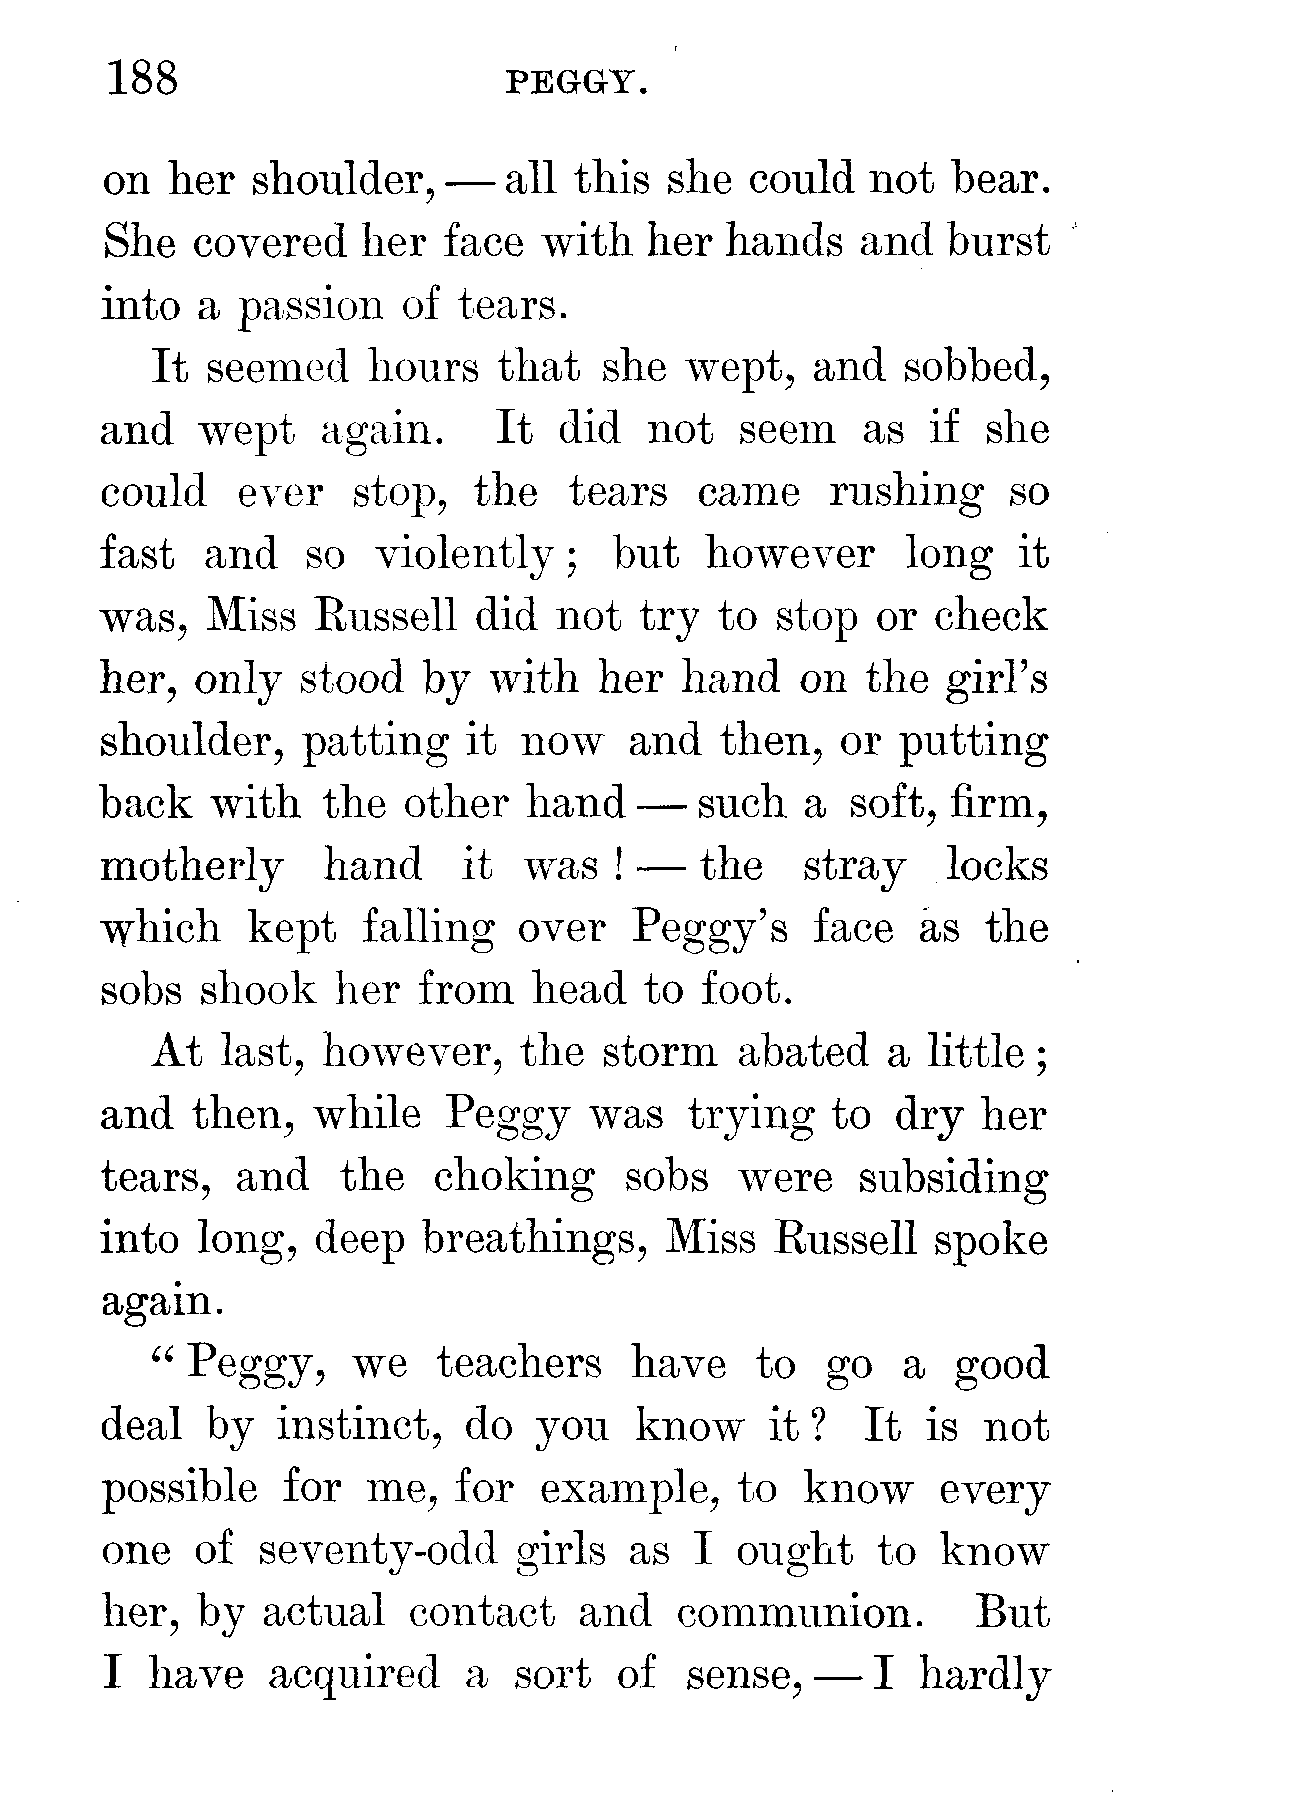 188 PEGGY.
on her shoulder, — all this she could not bear.
She covered her face with her hands and burst
into a passion of tears.
It seemed hours that she wept, and sobbed,
and wept again. It did not seem as if she
could ever stop, the tears came rushing so
fast and so violently; but however long it
was, Miss Russell did not try to stop or check
her, only stood by with her hand on the girl's
shoulder, patting it now and then, or putting
back with the other hand — such a soft, firm,
motherly hand it was! — the stray locks
which kept falling over Peggy's face as the
sobs shook her from head to foot.
At last, however, the storm abated a little;
and then, while Peggy was trying to dry her
tears, and the choking sobs were subsiding
into long, deep breathings, Miss Russell spoke
again.
“Peggy, we teachers have to go a good
deal by instinct, do you know it? It is not
possible for me, for example, to know every
one of seventy-odd girls as I ought to know
her, by actual contact and communion. But
I have acquired a sort of sense, — I hardly